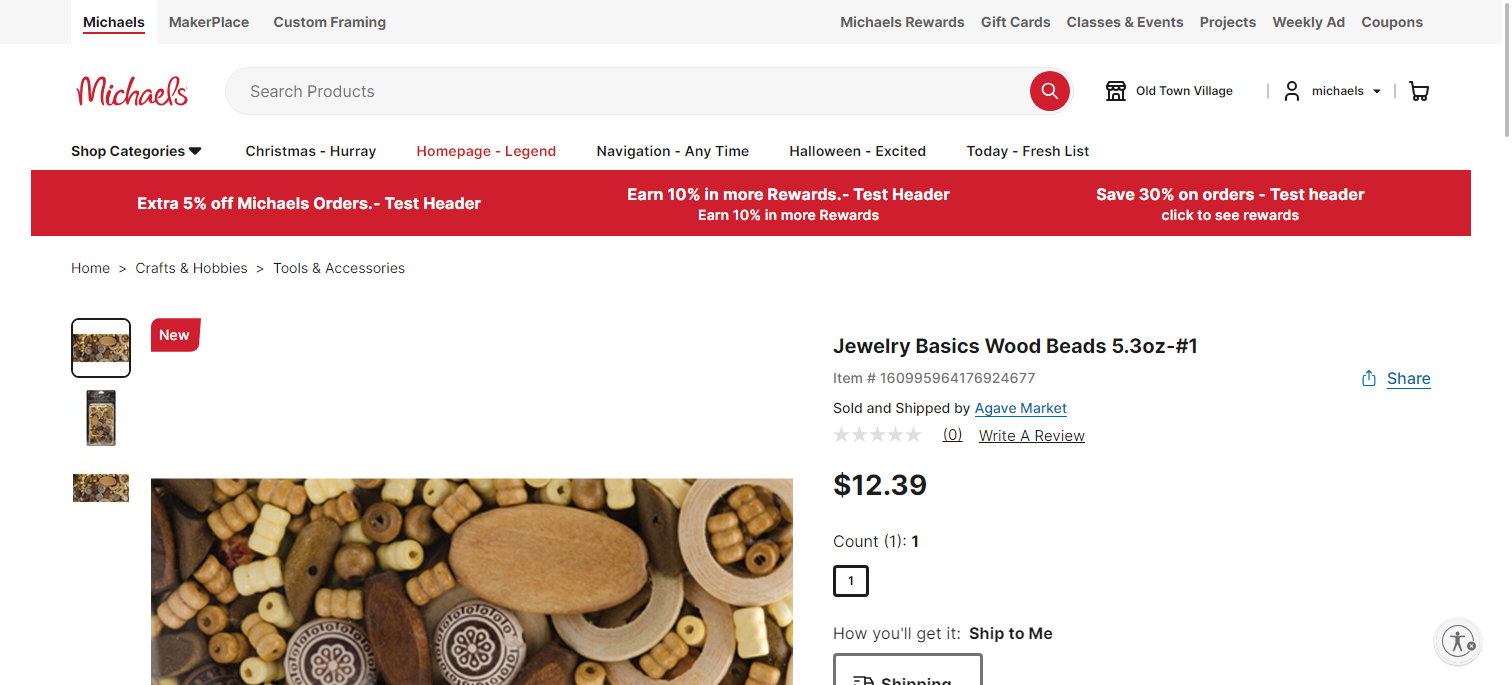 Michaels MakerPlace Custom Framing Michaels Rewards Gift Cards Classes & Events Projects Weekly Ad Coupons
Michaels Search Products Old Town Village | michaels |
Shop Categories Christmas - Hurray Homepage - Legend Navigation - Any Time Halloween - Excited Today - Fresh List
Extra 5% off Michaels Orders.- Test Header
Earn 10% in more Rewards.- Test Header
Earn 10% in more Rewards
Save 30% on orders - Test header
click to see rewards
Home > Crafts & Hobbies > Tools & Accessories
New
Jewelry Basics Wood Beads 5.3oz-#1
Item # 160995964176924677
Share
Sold and Shipped by Agave Market
(0) Write A Review
$12.39
Count (1): 1
1
How you'll get it: Ship to Me
Shipping